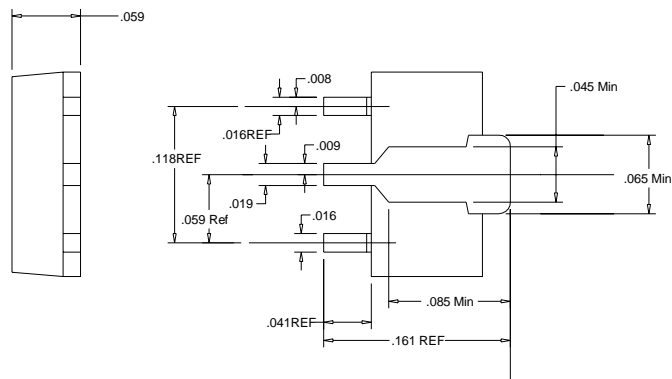 .059
.008
.045 Min
.016REF
.118REF
.009
.065 Min
.019
.059 Ref
.016
.085 Min
.041REF
.161 REF